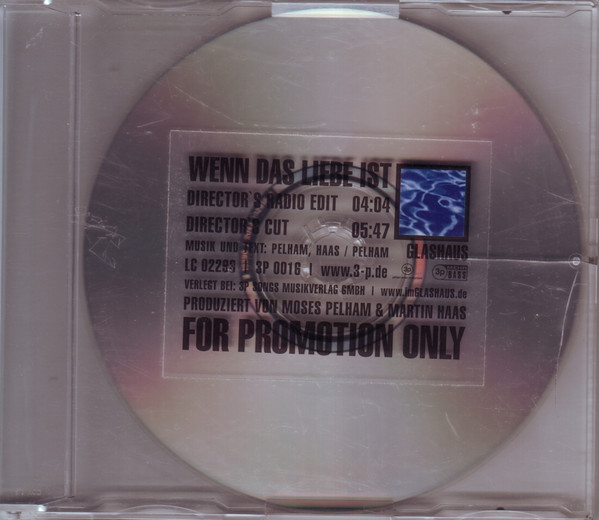 WENN DAS LIEBE IST
DIRECTOR'S RADIO EDIT 04:04
DIRECTOR'S CUT 05:47
MUSIK UND TEXT: PELHAM, HAAS / PELHAM
GLASHAUS
LC 02293 | 3P 0016 | www.3-p.de
VERLEGT BEI: 3P SONGS MUSIKVERLAG GMBH | www.imGLASHAUS.de
PRODUZIERT VON MOSES PELHAM & MARTIN HAAS
FOR PROMOTION ONLY